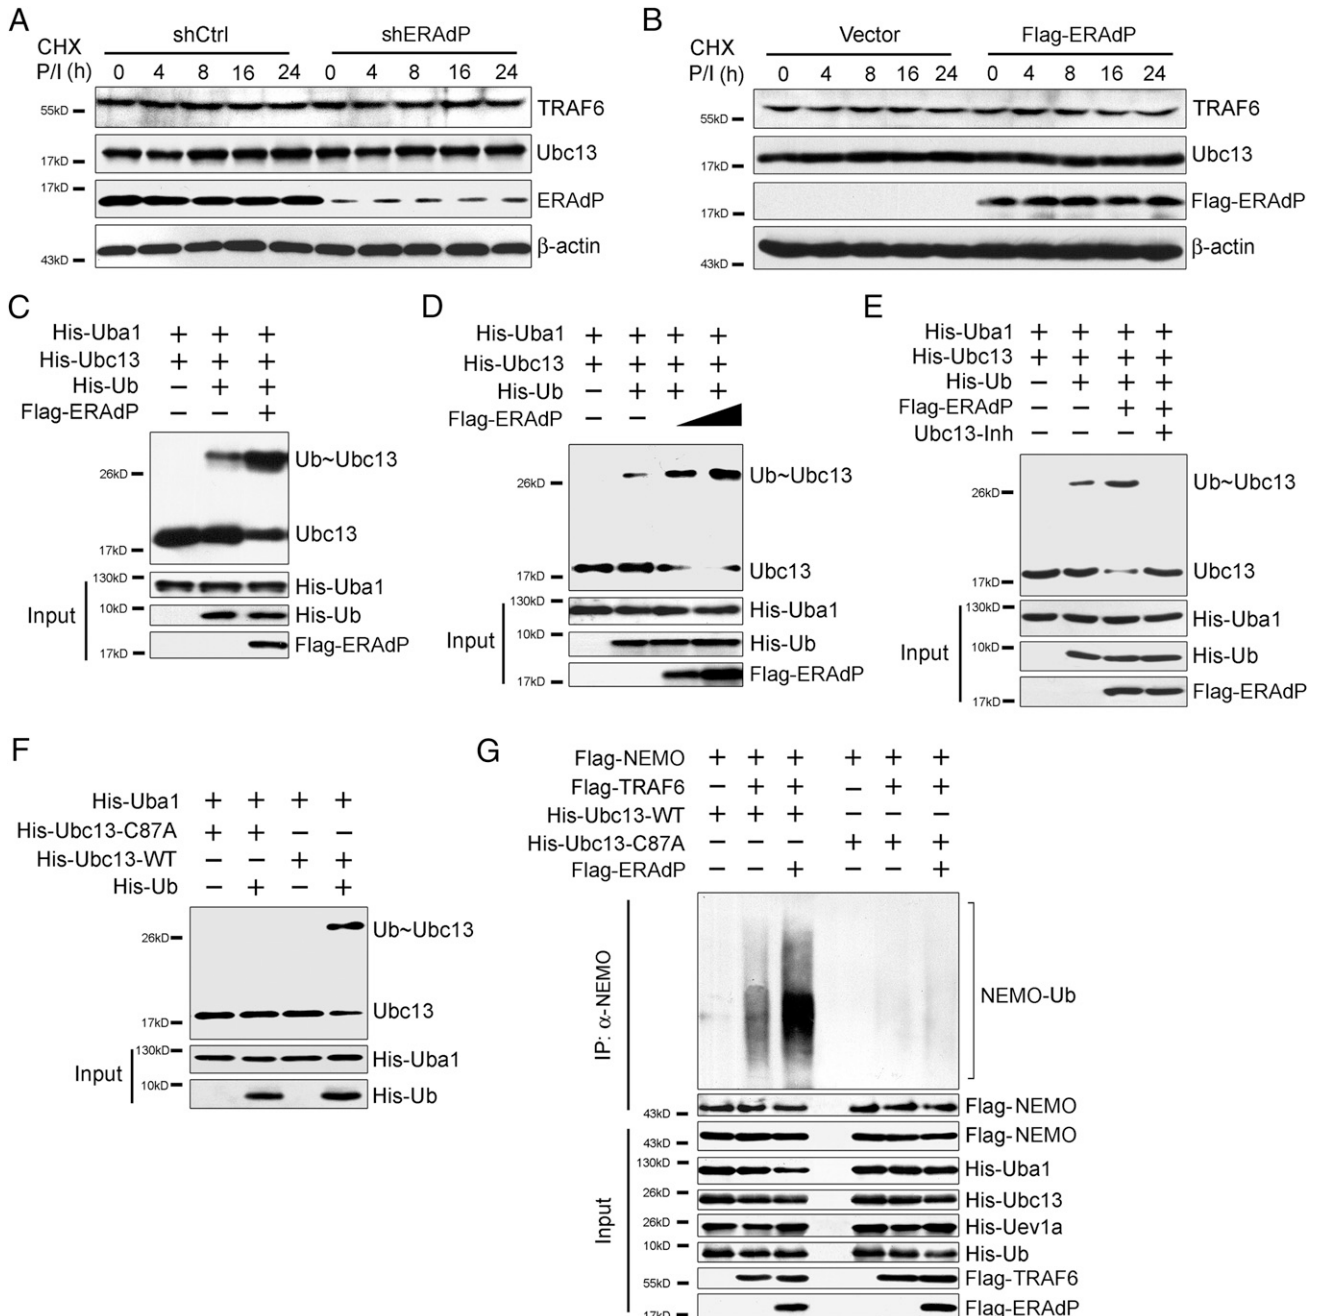 A
shCtrl shERAdP
CHX
P/I (h) 0 4 8 16 24 0 4 8 16 24
55kD TRAF6
17kD Ubc13
17kD ERAdP
43kD β-actin
B
Vector Flag-ERAdP
CHX
P/I (h) 0 4 8 16 24 0 4 8 16 24
55kD TRAF6
17kD Ubc13
17kD Flag-ERAdP
43kD β-actin
C
His-Uba1 + + +
His-Ubc13 + + +
His-Ub − + +
Flag-ERAdP − − +
26kD Ub~Ubc13
17kD Ubc13
Input
130kD His-Uba1
10kD His-Ub
17kD Flag-ERAdP
D
His-Uba1 + + + +
His-Ubc13 + + + +
His-Ub − + + +
Flag-ERAdP − −
26kD Ub~Ubc13
17kD Ubc13
Input
130kD His-Uba1
10kD His-Ub
17kD Flag-ERAdP
E
His-Uba1 + + + +
His-Ubc13 + + + +
His-Ub − + + +
Flag-ERAdP − − + +
Ubc13-Inh − − − +
26kD Ub~Ubc13
17kD Ubc13
Input
130kD His-Uba1
10kD His-Ub
17kD Flag-ERAdP
F
His-Uba1 + + + +
His-Ubc13-C87A + + − −
His-Ubc13-WT − − + +
His-Ub − + − +
26kD Ub~Ubc13
17kD Ubc13
Input
130kD His-Uba1
10kD His-Ub
G
Flag-NEMO + + + + + +
Flag-TRAF6 − + + − + +
His-Ubc13-WT + + + − − −
His-Ubc13-C87A − − − + + +
Flag-ERAdP − − + − − +
IP: α-NEMO
NEMO-Ub
43kD Flag-NEMO
Input
43kD Flag-NEMO
130kD His-Uba1
26kD His-Ubc13
26kD His-Uev1a
10kD His-Ub
55kD Flag-TRAF6
17kD Flag-ERAdP